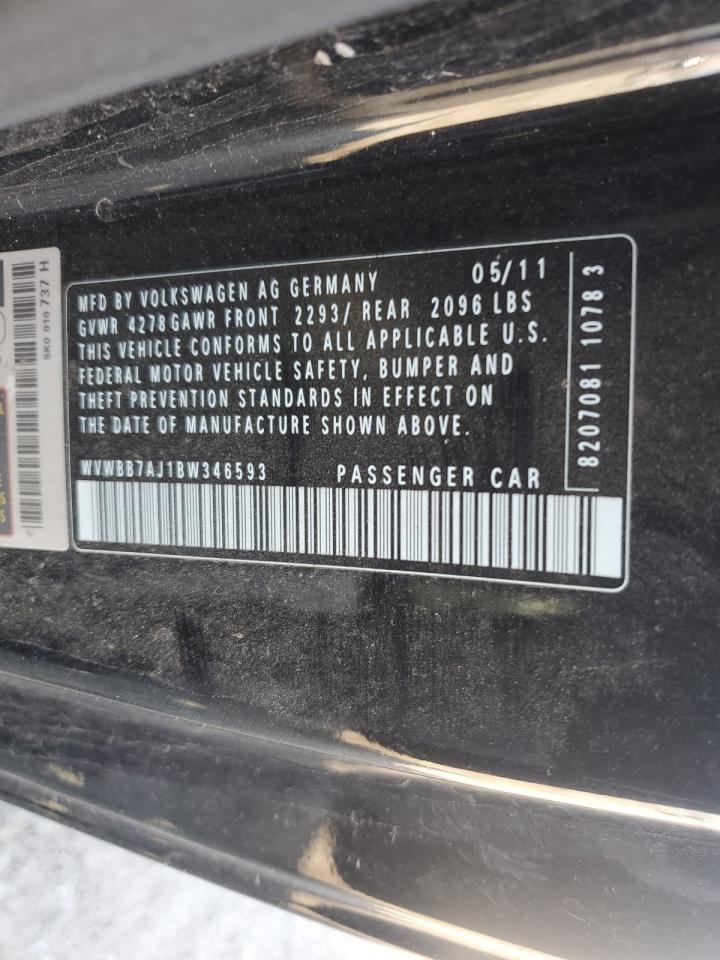 MFD BY VOLKSWAGEN AG GERMANY 05/11
GVWR 4278 GAWR FRONT 2293/ REAR 2096 LBS
THIS VEHICLE CONFORMS TO ALL APPLICABLE U.S.
FEDERAL MOTOR VEHICLE SAFETY, BUMPER AND
THEFT PREVENTION STANDARDS IN EFFECT ON
THE DATE OF MANUFACTURE SHOWN ABOVE.
WVWBB7AJ1BW346593 PASSENGER CAR
8207081 1078 3
5K0 010 737 H